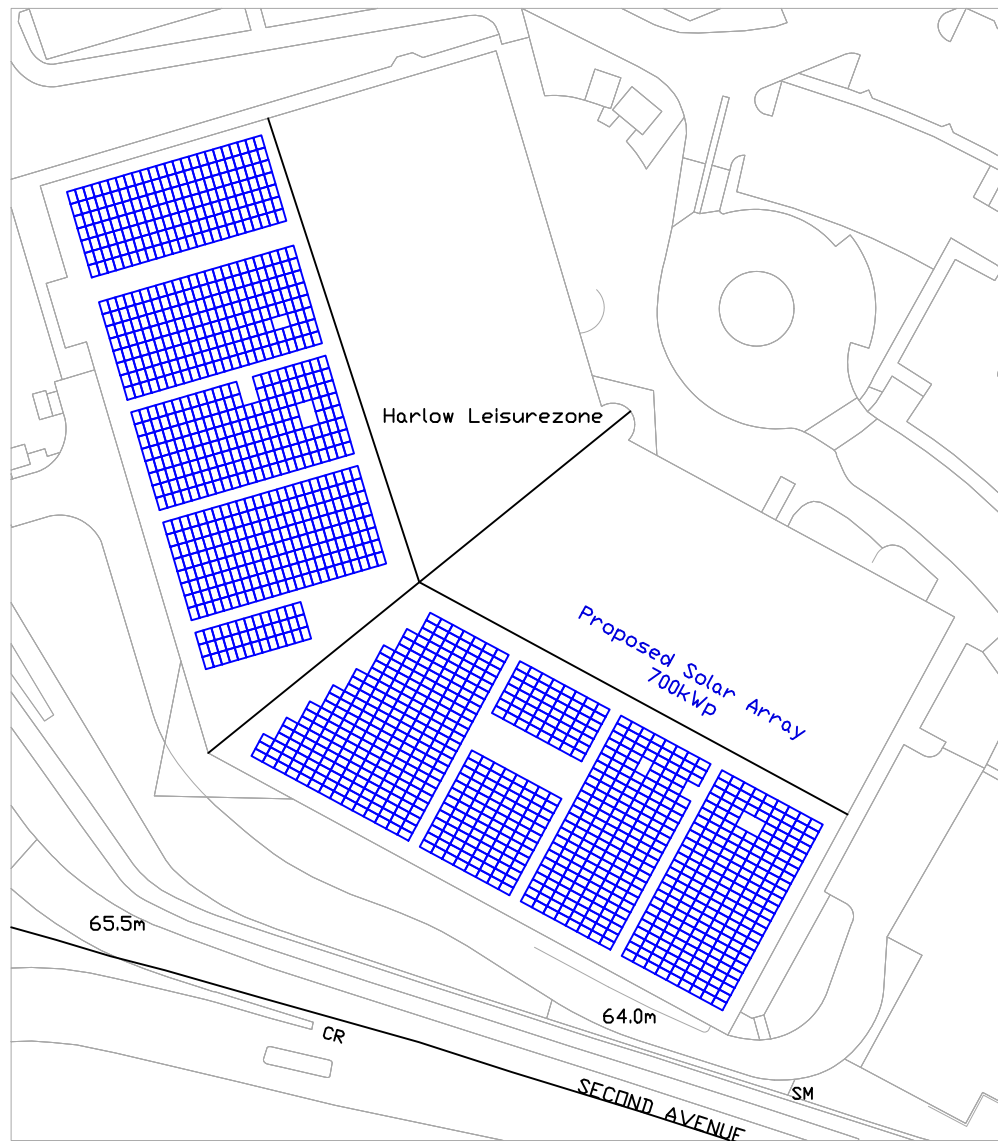 Harlow Leisurezone
Proposed Solar Array
700kWp
65.5m
64.0m
CR
SM
SECOND AVENUE